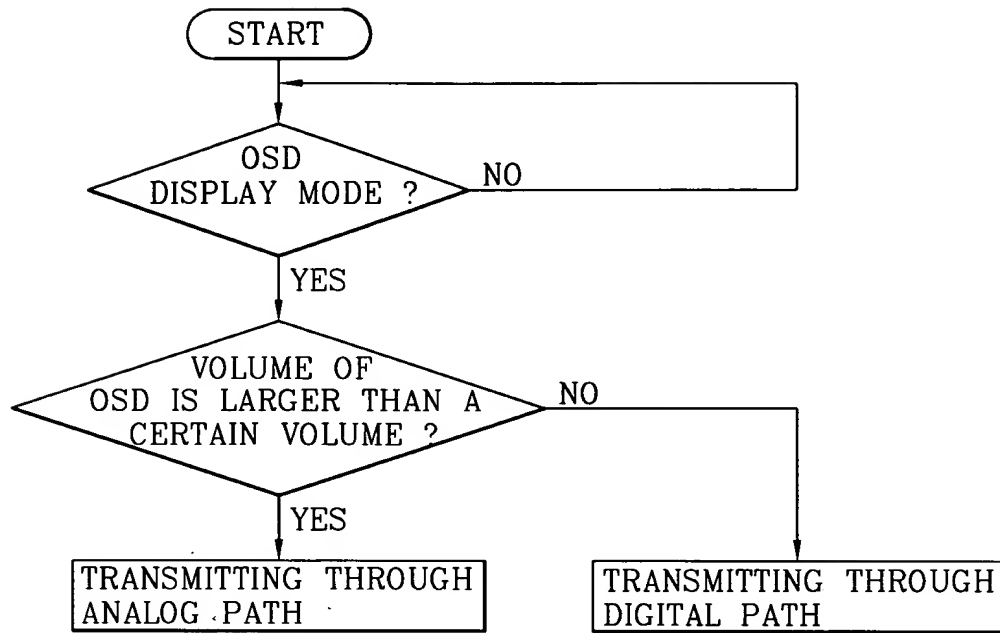 START
OSD
DISPLAY MODE ?
NO
YES
VOLUME OF
OSD IS LARGER THAN A
CERTAIN VOLUME ?
NO
YES
TRANSMITTING THROUGH
ANALOG PATH
TRANSMITTING THROUGH
DIGITAL PATH